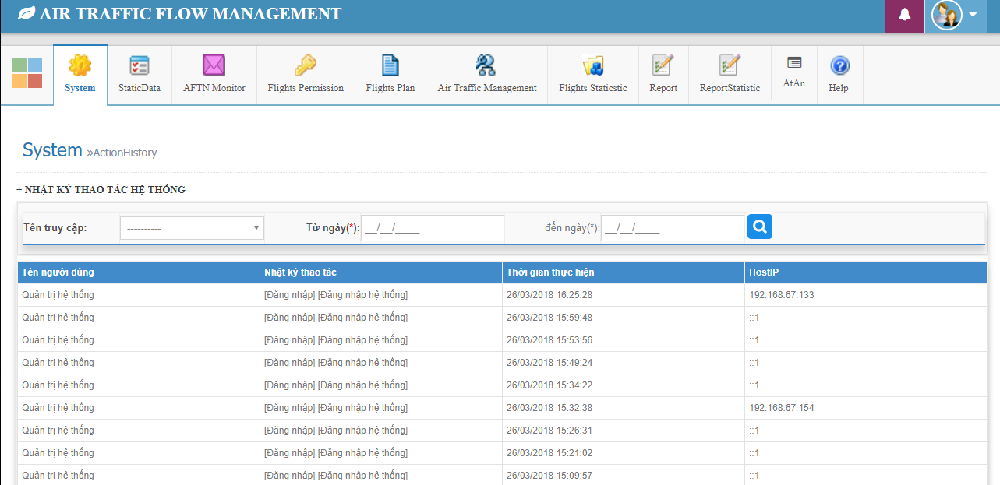 AIR TRAFFIC FLOW MANAGEMENT
System StaticData AFTN Monitor Flights Permission Flights Plan Air Traffic Management Flights Staticstic Report ReportStatistic AtAn Help
System »ActionHistory
+ NHẬT KÝ THAO TÁC HỆ THỐNG
Tên truy cập: ---------- Từ ngày(*): __/__/____ đến ngày(*): __/__/____
Tên người dùng Nhật ký thao tác Thời gian thực hiện HostIP
Quản trị hệ thống [Đăng nhập] [Đăng nhập hệ thống] 26/03/2018 16:25:28 192.168.67.133
Quản trị hệ thống [Đăng nhập] [Đăng nhập hệ thống] 26/03/2018 15:59:48 ::1
Quản trị hệ thống [Đăng nhập] [Đăng nhập hệ thống] 26/03/2018 15:53:56 ::1
Quản trị hệ thống [Đăng nhập] [Đăng nhập hệ thống] 26/03/2018 15:49:24 ::1
Quản trị hệ thống [Đăng nhập] [Đăng nhập hệ thống] 26/03/2018 15:34:22 ::1
Quản trị hệ thống [Đăng nhập] [Đăng nhập hệ thống] 26/03/2018 15:32:38 192.168.67.154
Quản trị hệ thống [Đăng nhập] [Đăng nhập hệ thống] 26/03/2018 15:26:31 ::1
Quản trị hệ thống [Đăng nhập] [Đăng nhập hệ thống] 26/03/2018 15:21:02 ::1
Quản trị hệ thống [Đăng nhập] [Đăng nhập hệ thống] 26/03/2018 15:09:57 ::1